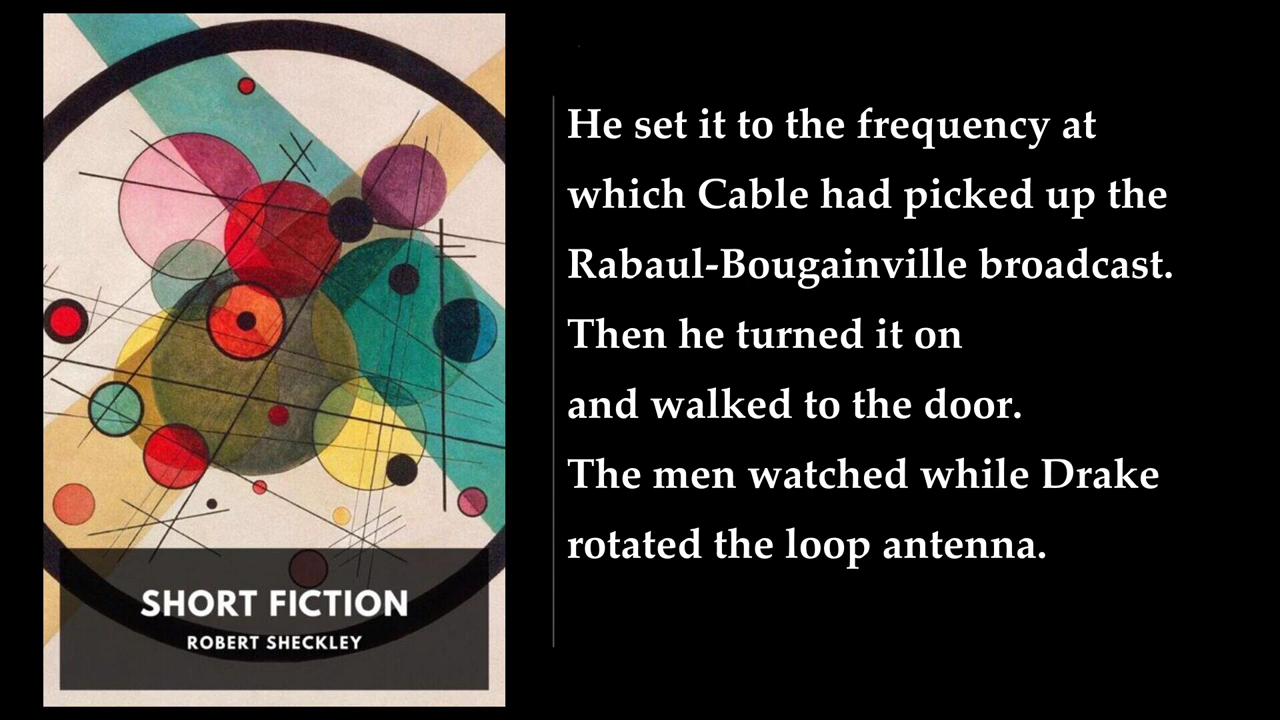 SHORT FICTION
ROBERT SHECKLEY
He set it to the frequency at
which Cable had picked up the
Rabaul-Bougainville broadcast.
Then he turned it on
and walked to the door.
The men watched while Drake
rotated the loop antenna.